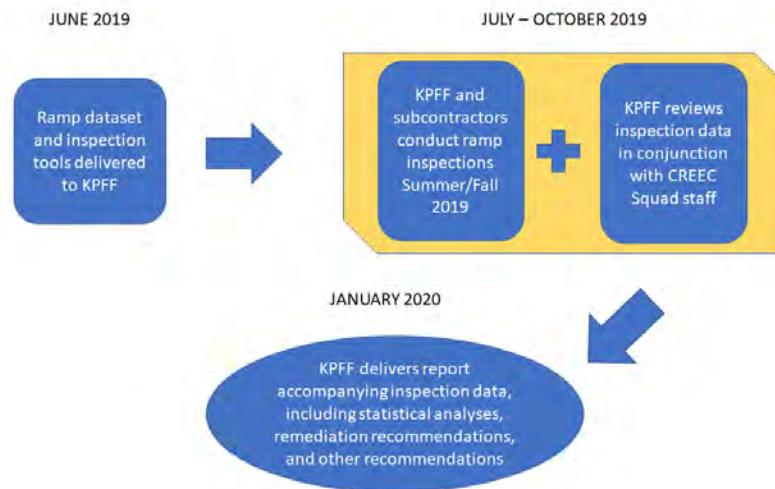 JUNE 2019
JULY – OCTOBER 2019
Ramp dataset
and inspection
tools delivered
to KPFF
KPFF and
subcontractors
conduct ramp
inspections
Summer/Fall
2019
KPFF reviews
inspection data
in conjunction
with CREEC
Squad staff
JANUARY 2020
KPFF delivers report
accompanying inspection data,
including statistical analyses,
remediation recommendations,
and other recommendations